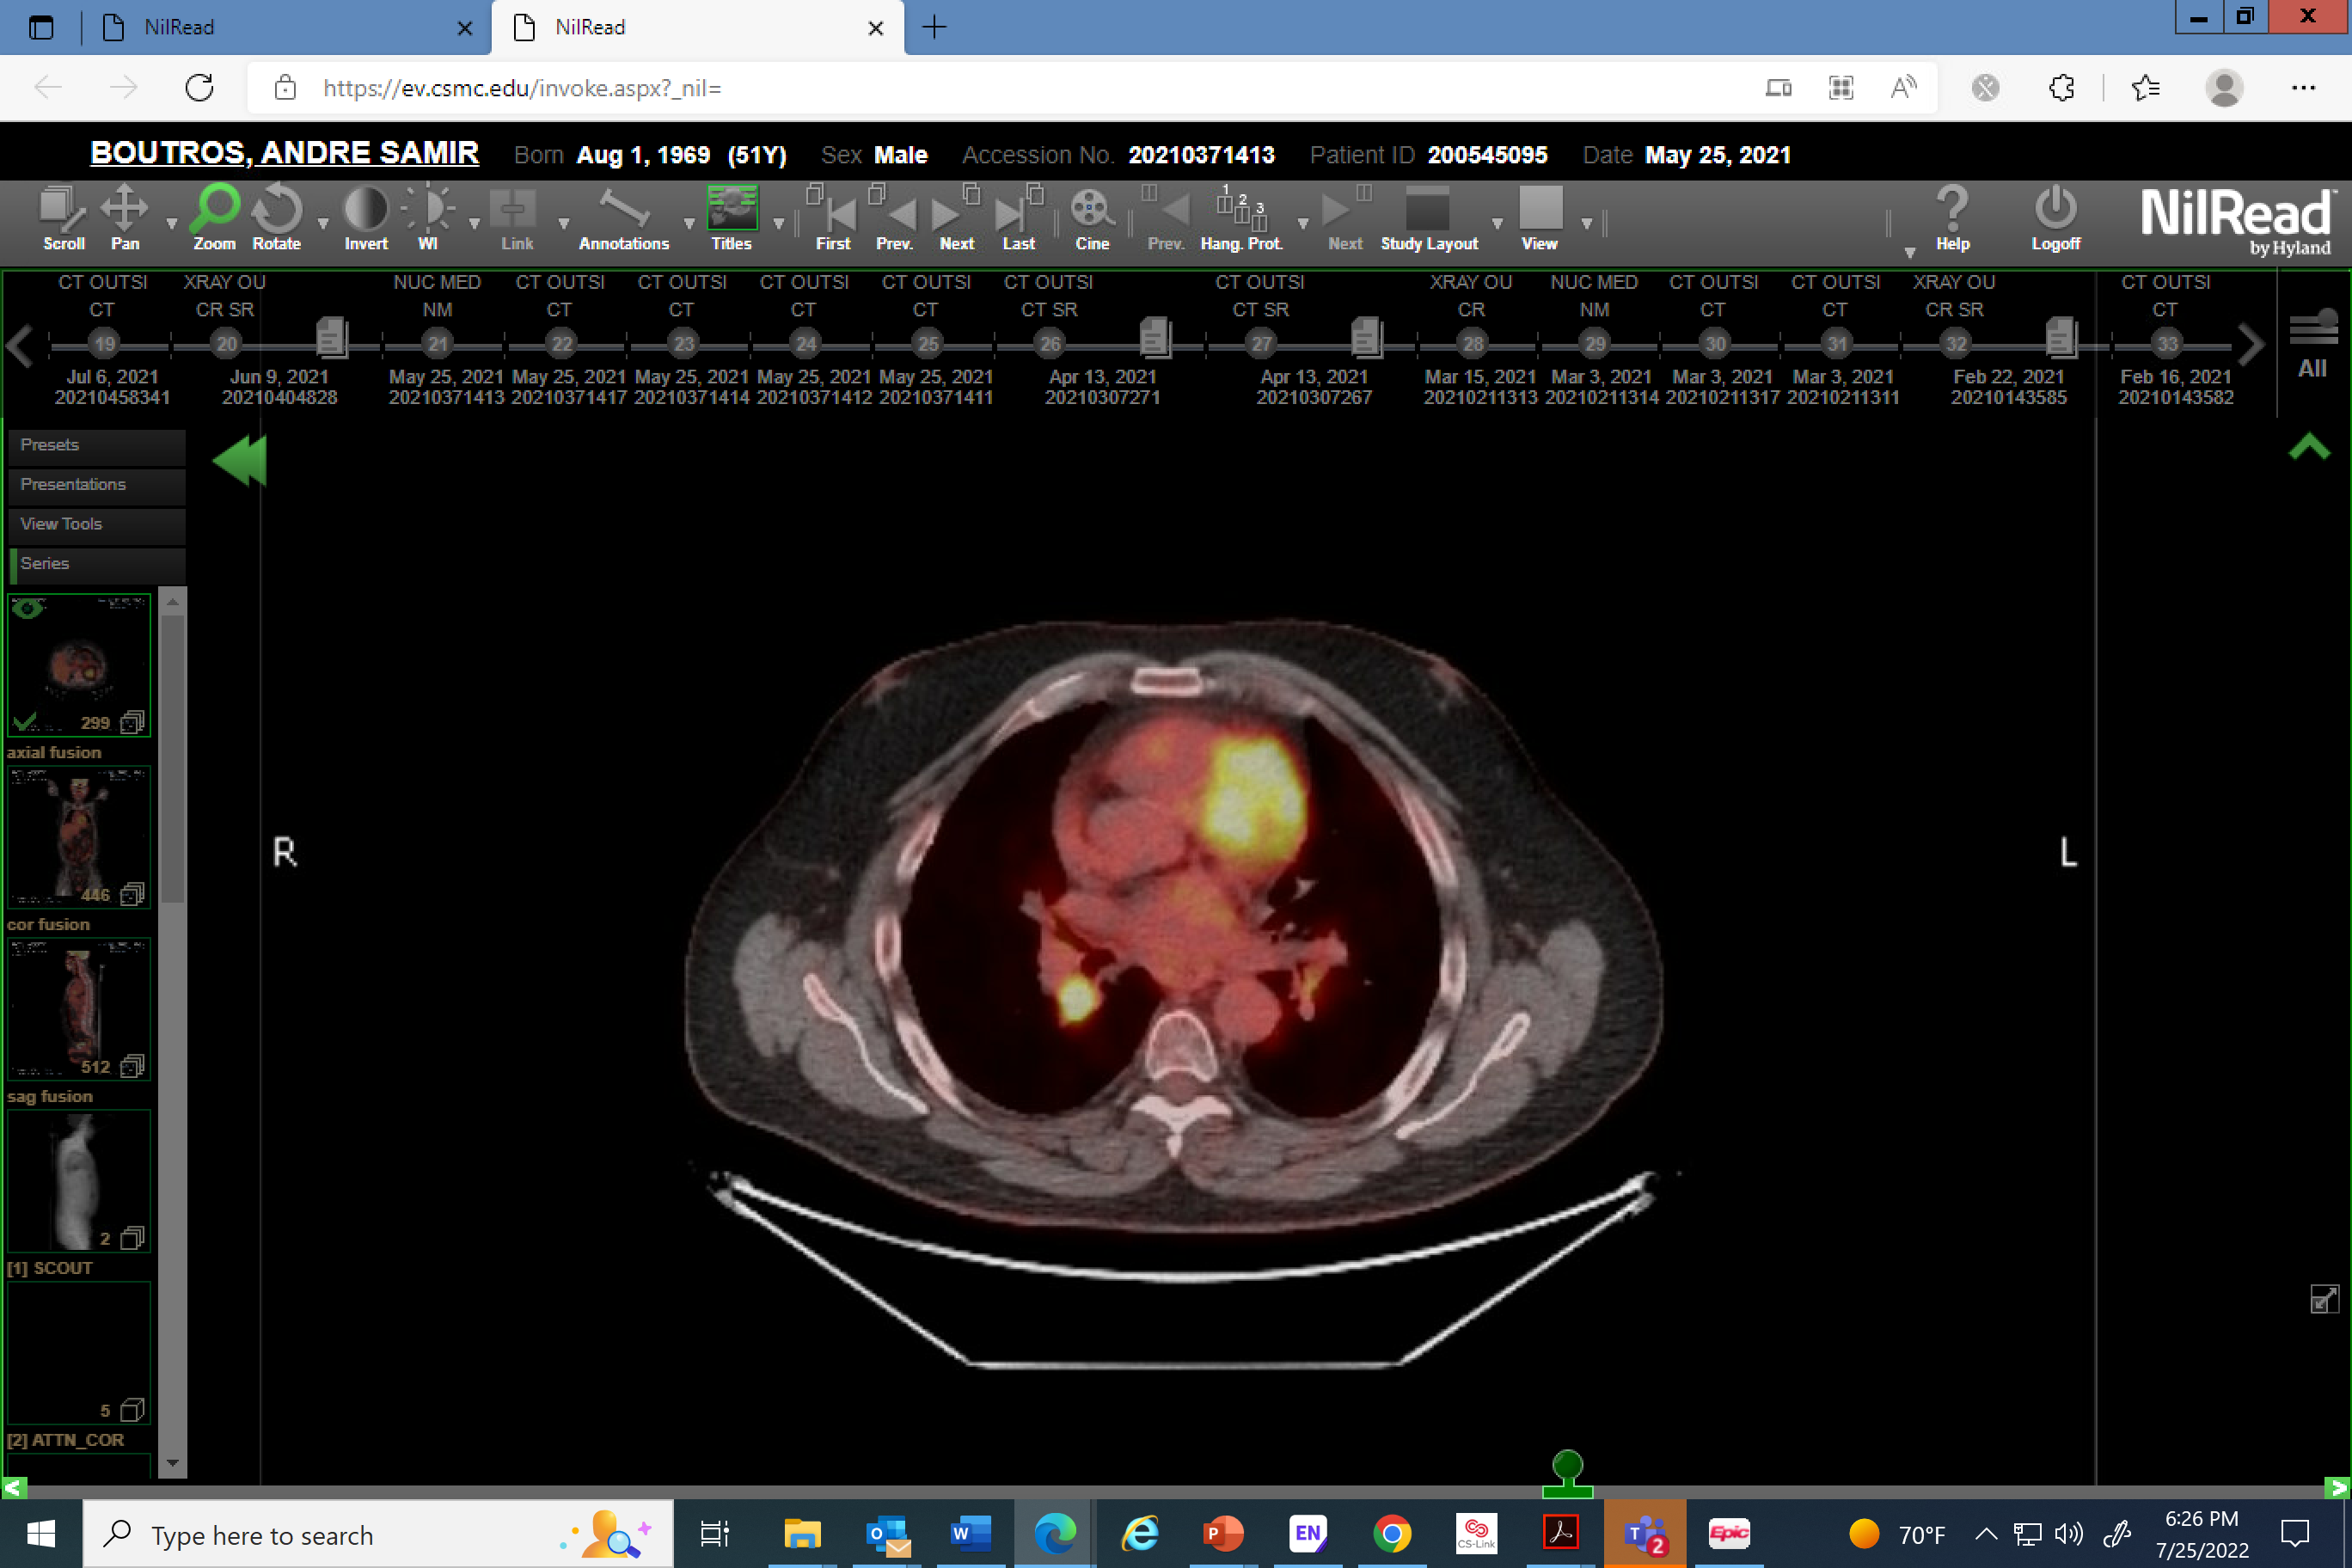 NilRead
NilRead
https://ev.csmc.edu/invoke.aspx?_nil=
BOUTROS, ANDRE SAMIR Born Aug 1, 1969 (51Y) Sex Male Accession No. 20210371413 Patient ID 200545095 Date May 25, 2021
Scroll Pan Zoom Rotate Invert Wl Link Annotations Titles First Prev. Next Last Cine Prev. Hang. Prot. Next Study Layout View Help Logoff
1 2 3
NilRead™
by Hyland
CT OUTSI XRAY OU NUC MED CT OUTSI CT OUTSI CT OUTSI CT OUTSI CT OUTSI CT OUTSI XRAY OU NUC MED CT OUTSI CT OUTSI XRAY OU CT OUTSI
CT CR SR NM CT CT CT CT CT SR CT SR CR NM CT CT CR SR CT
19 20 21 22 23 24 25 26 27 28 29 30 31 32 33
Jul 6, 2021 Jun 9, 2021 May 25, 2021 May 25, 2021 May 25, 2021 May 25, 2021 May 25, 2021 Apr 13, 2021 Apr 13, 2021 Mar 15, 2021 Mar 3, 2021 Mar 3, 2021 Mar 3, 2021 Feb 22, 2021 Feb 16, 2021
20210458341 20210404828 20210371413 20210371417 20210371414 20210371412 20210371411 20210307271 20210307267 20210211313 20210211314 20210211317 20210211311 20210143585 20210143582
All
Presets
Presentations
View Tools
Series
299
axial fusion
446
cor fusion
512
sag fusion
2
[1] SCOUT
5
[2] ATTN_COR
R
L
Type here to search
O
W
P
EN
CS-Link
T
2
Epic
70°F
6:26 PM
7/25/2022